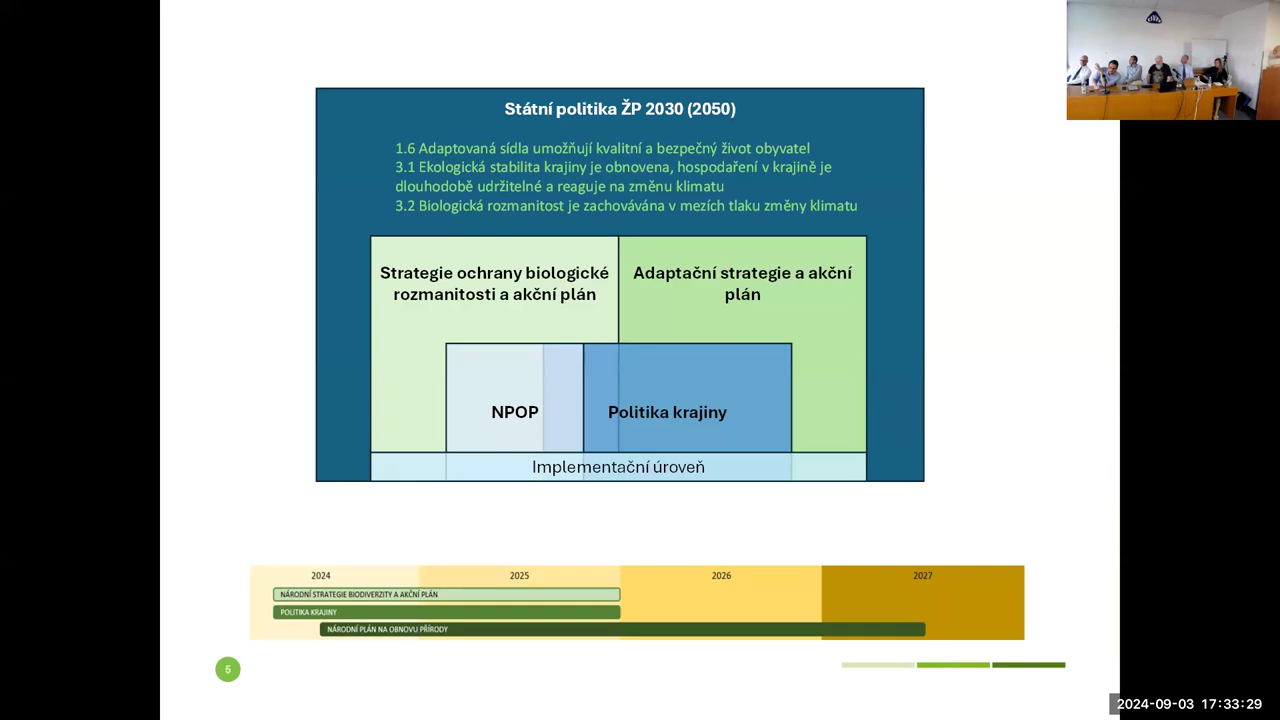 Státní politika ŽP 2030 (2050)
1.6 Adaptovaná sídla umožňují kvalitní a bezpečný život obyvatel
3.1 Ekologická stabilita krajiny je obnovena, hospodaření v krajině je
dlouhodobě udržitelné a reaguje na změnu klimatu
3.2 Biologická rozmanitost je zachovávána v mezích tlaku změny klimatu
Strategie ochrany biologické
rozmanitosti a akční plán
Adaptační strategie a akční
plán
NPOP
Politika krajiny
Implementační úroveň
2024
2025
2026
2027
NÁRODNÍ STRATEGIE BIODIVERZITY A AKČNÍ PLÁN
POLITIKA KRAJINY
NÁRODNÍ PLÁN NA OBNOVU PŘÍRODY
5
2024-09-03 17:33:29